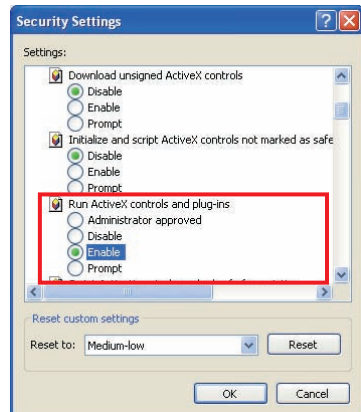 Security Settings
Settings:
Download unsigned ActiveX controls
Disable
Enable
Prompt
Initialize and script ActiveX controls not marked as safe
Disable
Enable
Prompt
Run ActiveX controls and plug-ins
Administrator approved
Disable
Enable
Prompt
Reset custom settings
Reset to: Medium-low Reset
OK Cancel